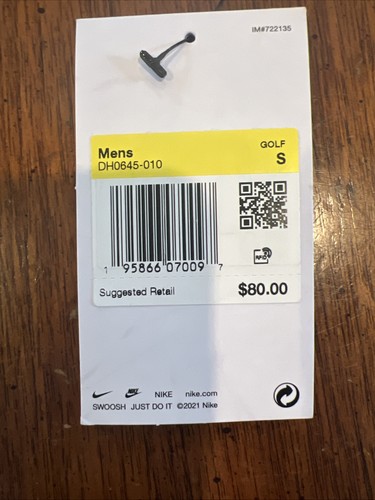 IM#722135
Mens
GOLF
DH0645-010
S
RFID
1 95866 07009 7
Suggested Retail
$80.00
NIKE nike.com
SWOOSH JUST DO IT ©2021 Nike